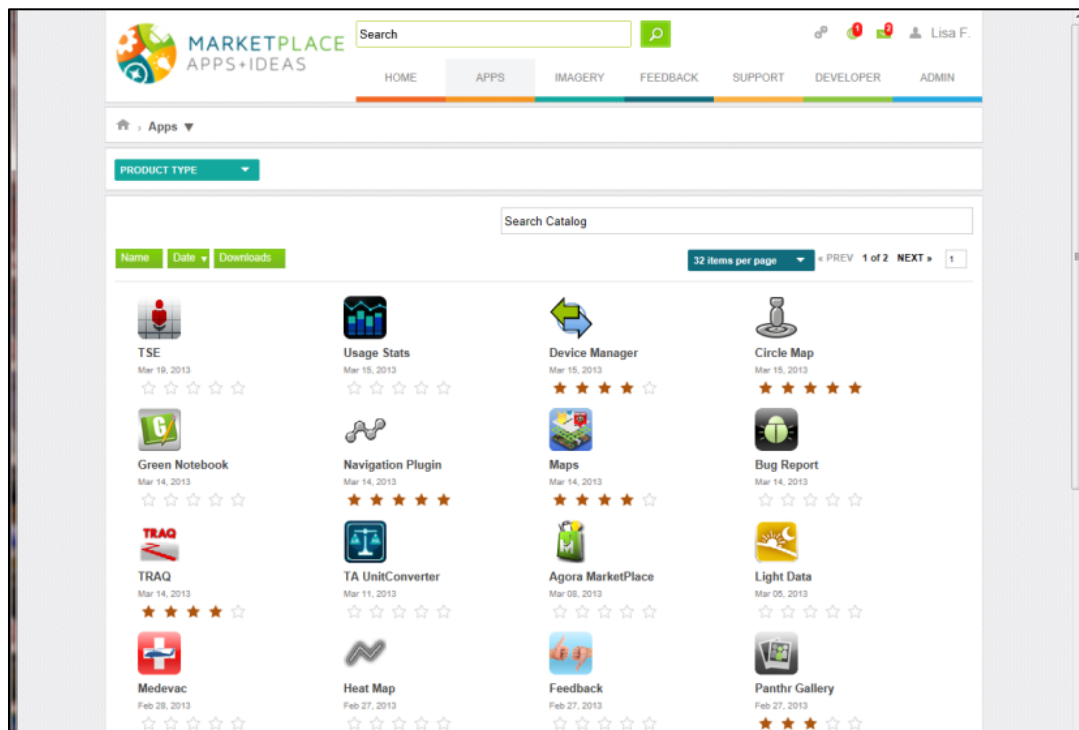 MARKETPLACE
APPS+IDEAS
Search
1
2
Lisa F.
HOME APPS IMAGERY FEEDBACK SUPPORT DEVELOPER ADMIN
› Apps ▼
PRODUCT TYPE
Search Catalog
Name Date ▼ Downloads
32 items per page « PREV 1 of 2 NEXT » 1
TSE Usage Stats Device Manager Circle Map
Mar 19, 2013 Mar 15, 2013 Mar 15, 2013 Mar 15, 2013
G
Green Notebook Navigation Plugin Maps Bug Report
Mar 14, 2013 Mar 14, 2013 Mar 14, 2013 Mar 14, 2013
TRAQ
M
TRAQ TA UnitConverter Agora MarketPlace Light Data
Mar 14, 2013 Mar 11, 2013 Mar 08, 2013 Mar 05, 2013
Medevac Heat Map Feedback Panthr Gallery
Feb 28, 2013 Feb 27, 2013 Feb 27, 2013 Feb 27, 2013